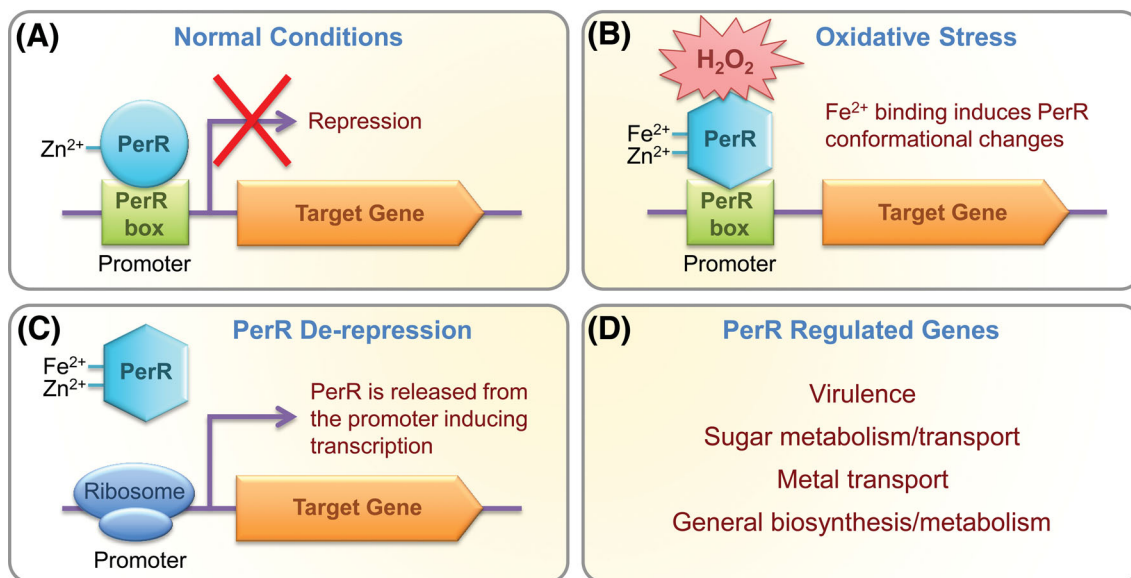 (A) Normal Conditions
Zn²⁺
PerR
Repression
PerR
box
Target Gene
Promoter
(B) Oxidative Stress
H₂O₂
Fe²⁺
Zn²⁺
PerR
Fe²⁺ binding induces PerR
conformational changes
PerR
box
Target Gene
Promoter
(C) PerR De-repression
Fe²⁺
Zn²⁺
PerR
PerR is released from
the promoter inducing
transcription
Ribosome
Target Gene
Promoter
(D) PerR Regulated Genes
Virulence
Sugar metabolism/transport
Metal transport
General biosynthesis/metabolism